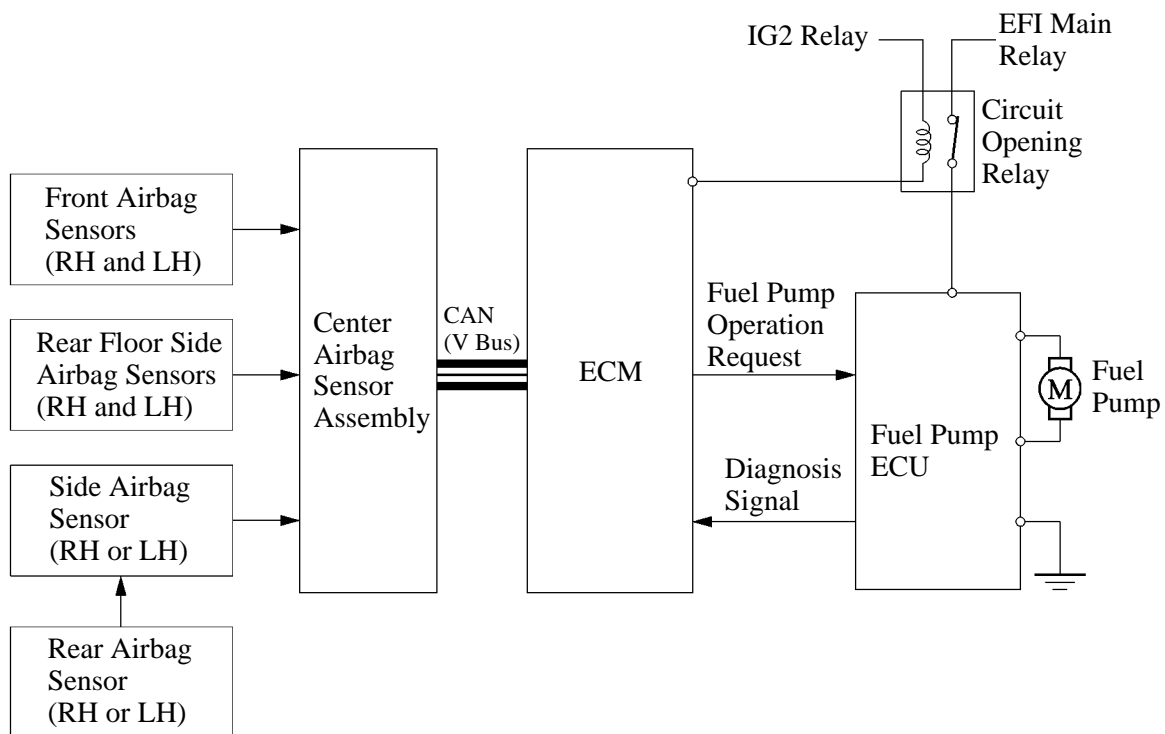 IG2 Relay
EFI Main
Relay
Circuit
Opening
Relay
Front Airbag
Sensors
(RH and LH)
Rear Floor Side
Airbag Sensors
(RH and LH)
Side Airbag
Sensor
(RH or LH)
Rear Airbag
Sensor
(RH or LH)
Center
Airbag
Sensor
Assembly
CAN
(V Bus)
ECM
Fuel Pump
Operation
Request
Diagnosis
Signal
Fuel Pump
ECU
M
Fuel
Pump